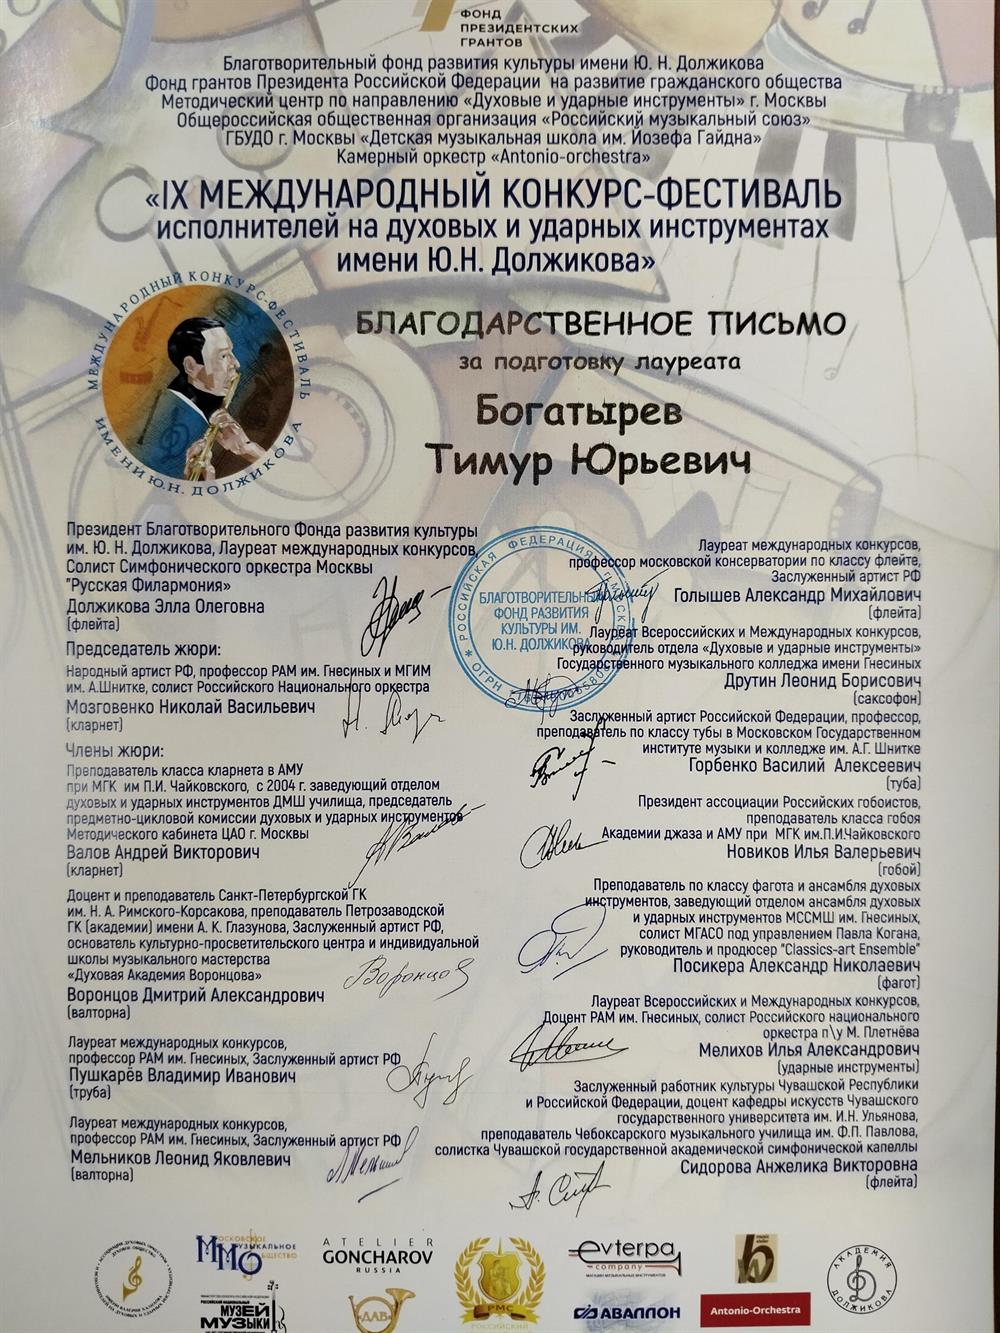 ФОНД
ПРЕЗИДЕНТСКИХ
ГРАНТОВ
Благотворительный фонд развития культуры имени Ю. Н. Должикова
Фонд грантов Президента Российской Федерации на развитие гражданского общества
Методический центр по направлению «Духовые и ударные инструменты» г. Москвы
Общероссийская общественная организация «Российский музыкальный союз»
ГБУДО г. Москвы «Детская музыкальная школа им. Йозефа Гайдна»
Камерный оркестр «Antonio-orchestra»
«IX МЕЖДУНАРОДНЫЙ КОНКУРС-ФЕСТИВАЛЬ
исполнителей на духовых и ударных инструментах
имени Ю.Н. Должикова»
МЕЖДУНАРОДНЫЙ КОНКУРС-ФЕСТИВАЛЬ
ИМЕНИ Ю.Н. ДОЛЖИКОВА
БЛАГОДАРСТВЕННОЕ ПИСЬМО
за подготовку лауреата
Богатырев
Тимур Юрьевич
Президент Благотворительного Фонда развития культуры
им. Ю. Н. Должикова, Лауреат международных конкурсов,
Солист Симфонического оркестра Москвы
"Русская Филармония»
Должикова Элла Олеговна
(флейта)
Председатель жюри:
Народный артист РФ, профессор РАМ им. Гнесиных и МГИМ
им. А.Шнитке, солист Российского Национального оркестра
Мозговенко Николай Васильевич
(кларнет)
Члены жюри:
Преподаватель класса кларнета в АМУ
при МГК им П.И. Чайковского, с 2004 г. заведующий отделом
духовых и ударных инструментов ДМШ училища, председатель
предметно-цикловой комиссии духовых и ударных инструментов
Методического кабинета ЦАО г. Москвы
Валов Андрей Викторович
(кларнет)
Доцент и преподаватель Санкт-Петербургской ГК
им. Н. А. Римского-Корсакова, преподаватель Петрозаводской
ГК (академии) имени А. К. Глазунова, Заслуженный артист РФ,
основатель культурно-просветительского центра и индивидуальной
школы музыкального мастерства
«Духовая Академия Воронцова»
Воронцов
Воронцов Дмитрий Александрович
(валторна)
Лауреат международных конкурсов,
профессор РАМ им. Гнесиных, Заслуженный артист РФ
Пушкарёв Владимир Иванович
(труба)
Лауреат международных конкурсов,
профессор РАМ им. Гнесиных, Заслуженный артист РФ
Мельников Леонид Яковлевич
(валторна)
РОССИЙСКАЯ ФЕДЕРАЦИЯ Г. МОСКВА
ОГРН
БЛАГОТВОРИТЕЛЬНЫЙ
ФОНД РАЗВИТИЯ
КУЛЬТУРЫ ИМ.
Ю.Н. ДОЛЖИКОВА
Лауреат международных конкурсов,
профессор московской консерватории по классу флейте,
Заслуженный артист РФ
Голышев Александр Михайлович
(флейта)
Лауреат Всероссийских и Международных конкурсов,
руководитель отдела «Духовые и ударные инструменты»
Государственного музыкального колледжа имени Гнесиных
Друтин Леонид Борисович
(саксофон)
Заслуженный артист Российской Федерации, профессор,
преподаватель по классу тубы в Московском Государственном
институте музыки и колледже им. А.Г. Шнитке
Горбенко Василий Алексеевич
(туба)
Президент ассоциации Российских гобоистов,
преподаватель класса гобоя
Академии джаза и АМУ при МГК им.П.И.Чайковского
Новиков Илья Валерьевич
(гобой)
Преподаватель по классу фагота и ансамбля духовых
инструментов, заведующий отделом ансамбля духовых
и ударных инструментов МССМШ им. Гнесиных,
солист МГАСО под управлением Павла Когана,
руководитель и продюсер "Classics-art Ensemble"
Посикера Александр Николаевич
(фагот)
Лауреат Всероссийских и Международных конкурсов,
Доцент РАМ им. Гнесиных, солист Российского национального
оркестра п\у М. Плетнёва
Мелихов Илья Александрович
(ударные инструменты)
Заслуженный работник культуры Чувашской Республики
и Российской Федерации, доцент кафедры искусств Чувашского
государственного университета им. И.Н. Ульянова,
преподаватель Чебоксарского музыкального училища им. Ф.П. Павлова,
солистка Чувашской государственной академической симфонической капеллы
Сидорова Анжелика Викторовна
(флейта)
ММО МОСКОВСКОЕ
МУЗЫКАЛЬНОЕ
ОБЩЕСТВО
ATELIER
GONCHAROV
RUSSIA
РМС
РОССИЙСКИЙ
evterpa
company
МАГАЗИН МУЗЫКАЛЬНЫХ ИНСТРУМЕНТОВ
АКАДЕМИЯ
ДОЛЖИКОВА
МУЗЕЙ
МУЗЫКИ
ДАВ
АВАЛЛОН
Antonio-Orchestra